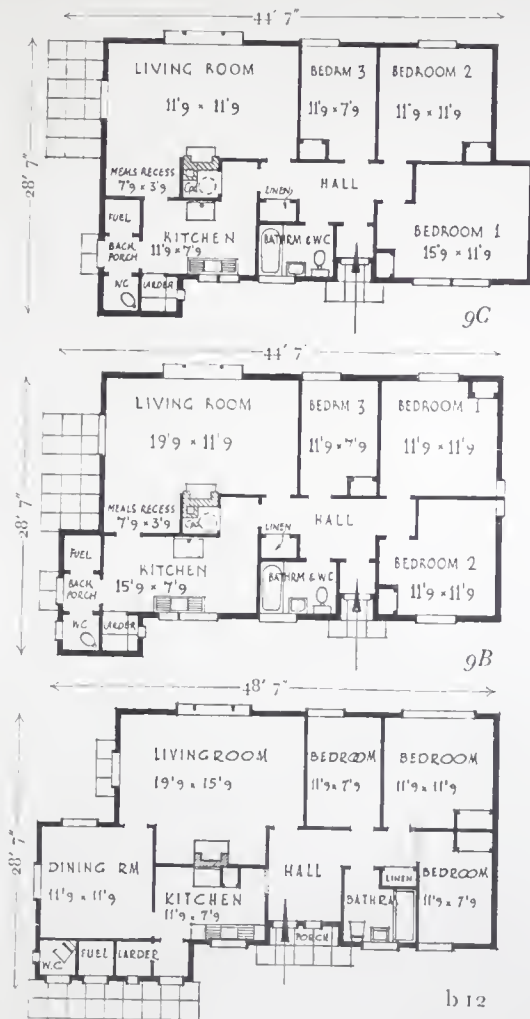 44' 7"
28' 7"
LIVING ROOM
11'9 × 11'9
BEDRM 3
11'9 × 7'9
BEDROOM 2
11'9 × 11'9
MEALS RECESS
7'9 × 3'9
CPD
FUEL
LINEN
HALL
BACK
PORCH
KITCHEN
11'9 × 7'9
BATHRM & WC
BEDROOM 1
15'9 × 11'9
WC
LARDER
9C
44' 7"
28' 7"
LIVING ROOM
19'9 × 11'9
BEDRM 3
11'9 × 7'9
BEDROOM 1
11'9 × 11'9
MEALS RECESS
7'9 × 3'9
CPD
FUEL
LINEN
HALL
BACK
PORCH
KITCHEN
15'9 × 7'9
BATHRM & WC
BEDROOM 2
11'9 × 11'9
W.C
LARDER
9B
48' 7"
28' 7"
LIVING ROOM
19'9 × 15'9
BEDROOM
11'9 × 7'9
BEDROOM
11'9 × 11'9
DINING RM
11'9 × 11'9
KITCHEN
11'9 × 7'9
HALL
LINEN
BATHRM
BEDROOM
11'9 × 7'9
PORCH
W.C.
FUEL
LARDER
b 12